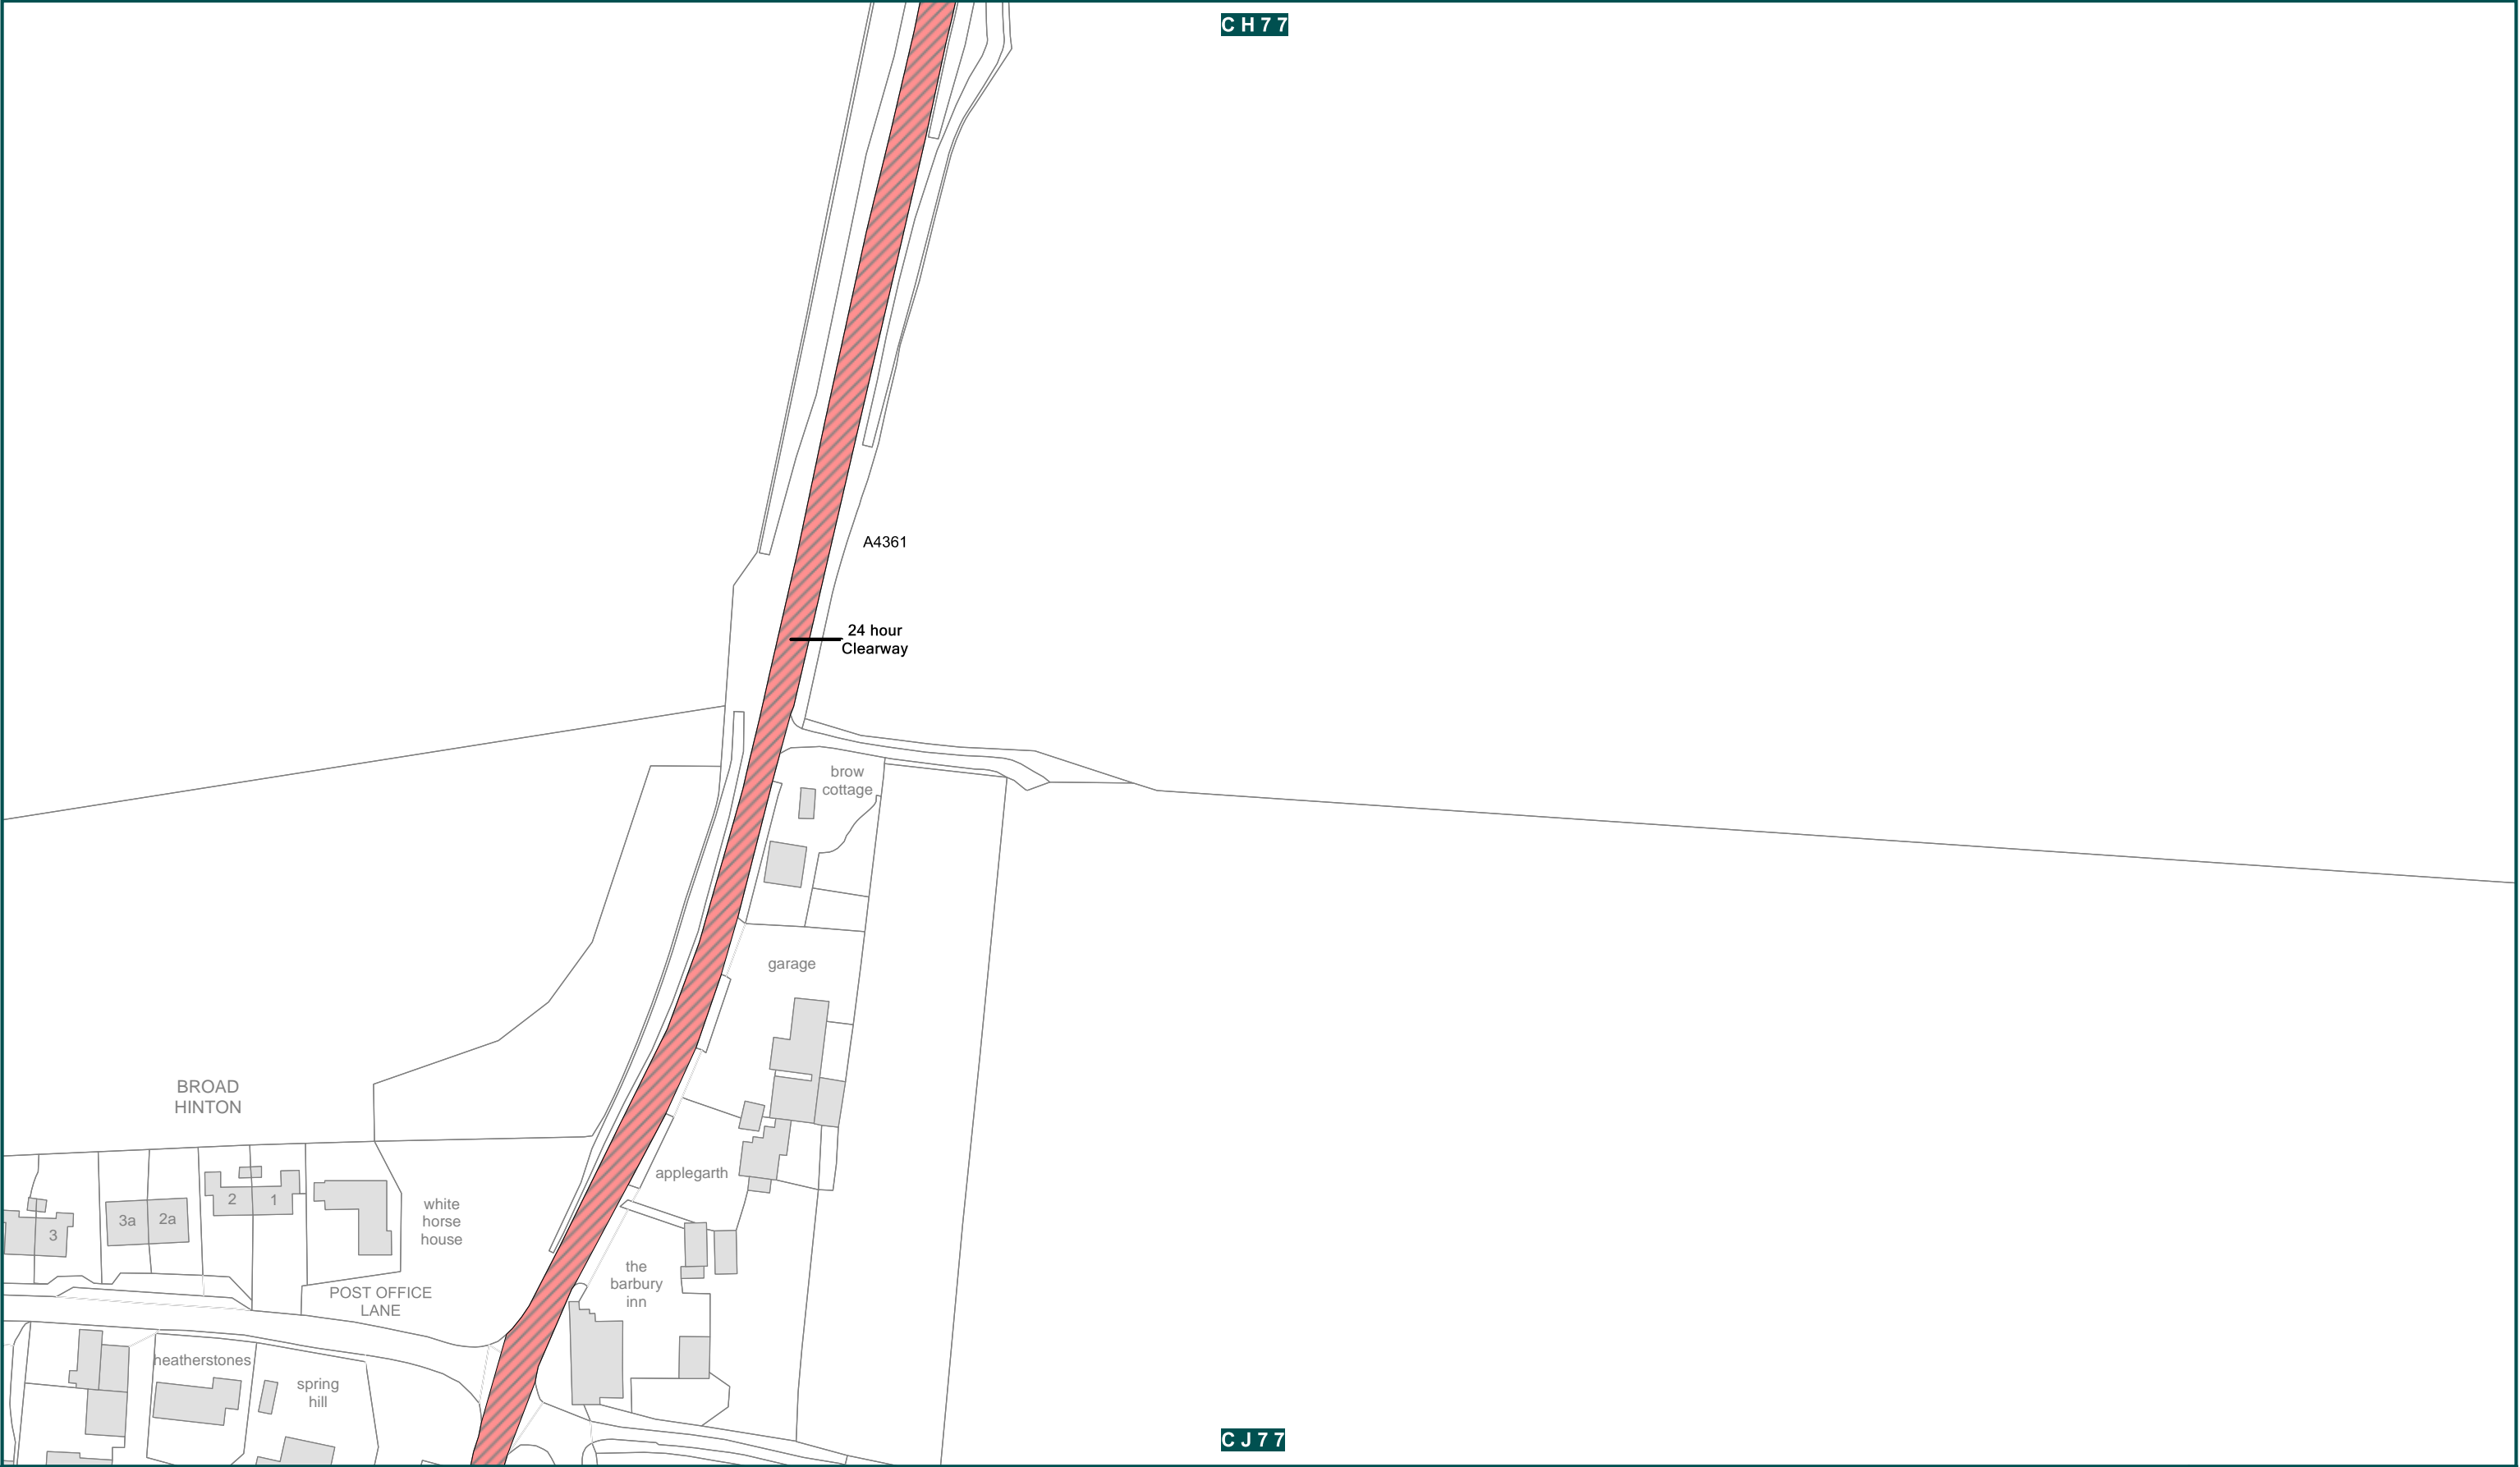 CH77
A4361
24 hour
Clearway
brow
cottage
garage
BROAD
HINTON
applegarth
2
1
3a
2a
3
white
horse
house
the
barbury
inn
POST OFFICE
LANE
heatherstones
spring
hill
CJ77